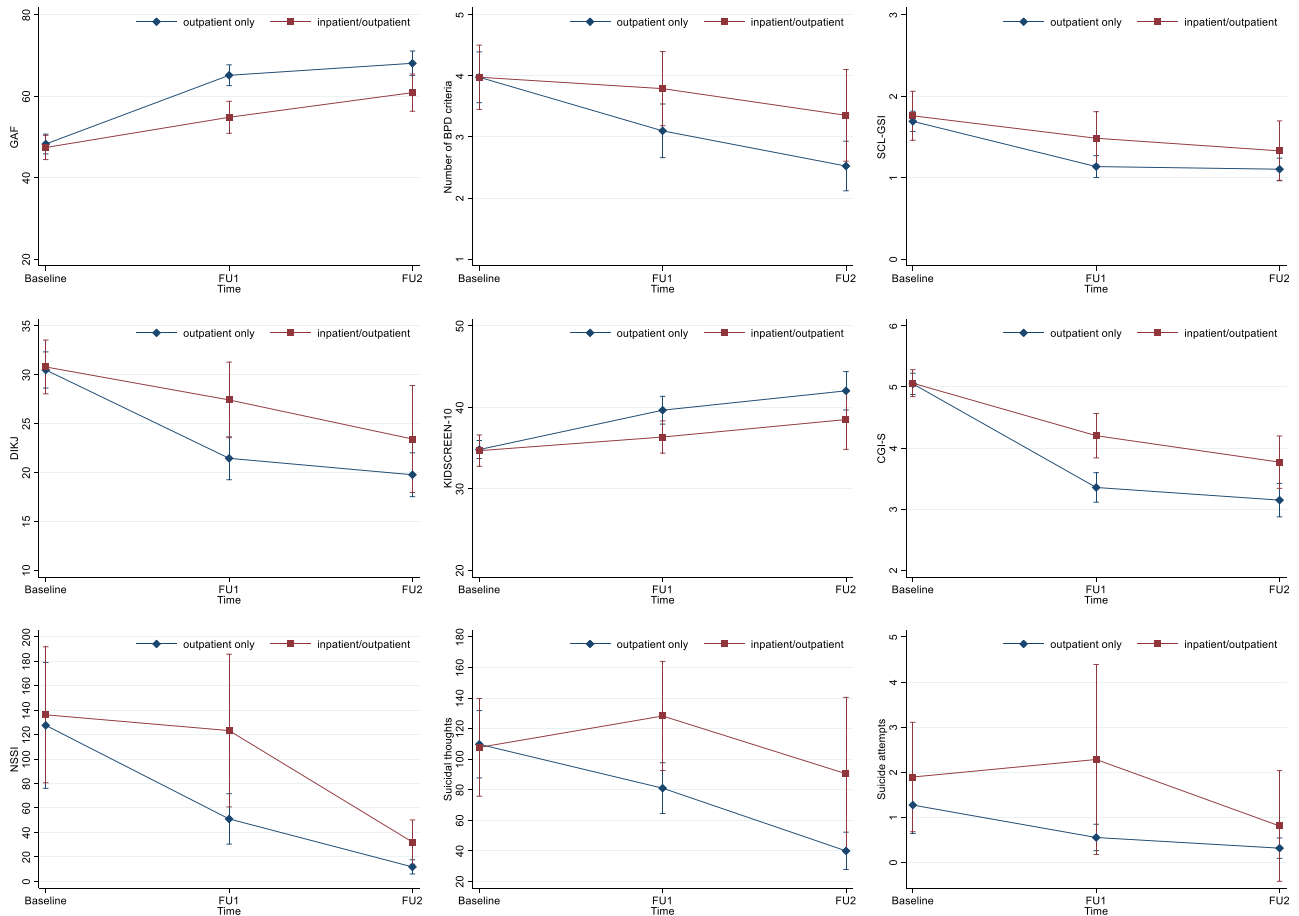 outpatient only inpatient/outpatient
GAF
80
60
40
20
Baseline FU1 FU2
Time
outpatient only inpatient/outpatient
Number of BPD criteria
5
4
3
2
1
Baseline FU1 FU2
Time
outpatient only inpatient/outpatient
SCL-GSI
3
2
1
0
Baseline FU1 FU2
Time
outpatient only inpatient/outpatient
DIKJ
35
30
25
20
15
10
Baseline FU1 FU2
Time
outpatient only inpatient/outpatient
KIDSCREEN-10
50
40
30
20
Baseline FU1 FU2
Time
outpatient only inpatient/outpatient
CGI-S
6
5
4
3
2
Baseline FU1 FU2
Time
outpatient only inpatient/outpatient
NSSI
200
180
160
140
120
100
80
60
40
20
0
Baseline FU1 FU2
Time
outpatient only inpatient/outpatient
Suicidal thoughts
180
160
140
120
100
80
60
40
20
Baseline FU1 FU2
Time
outpatient only inpatient/outpatient
Suicide attempts
5
4
3
2
1
0
Baseline FU1 FU2
Time